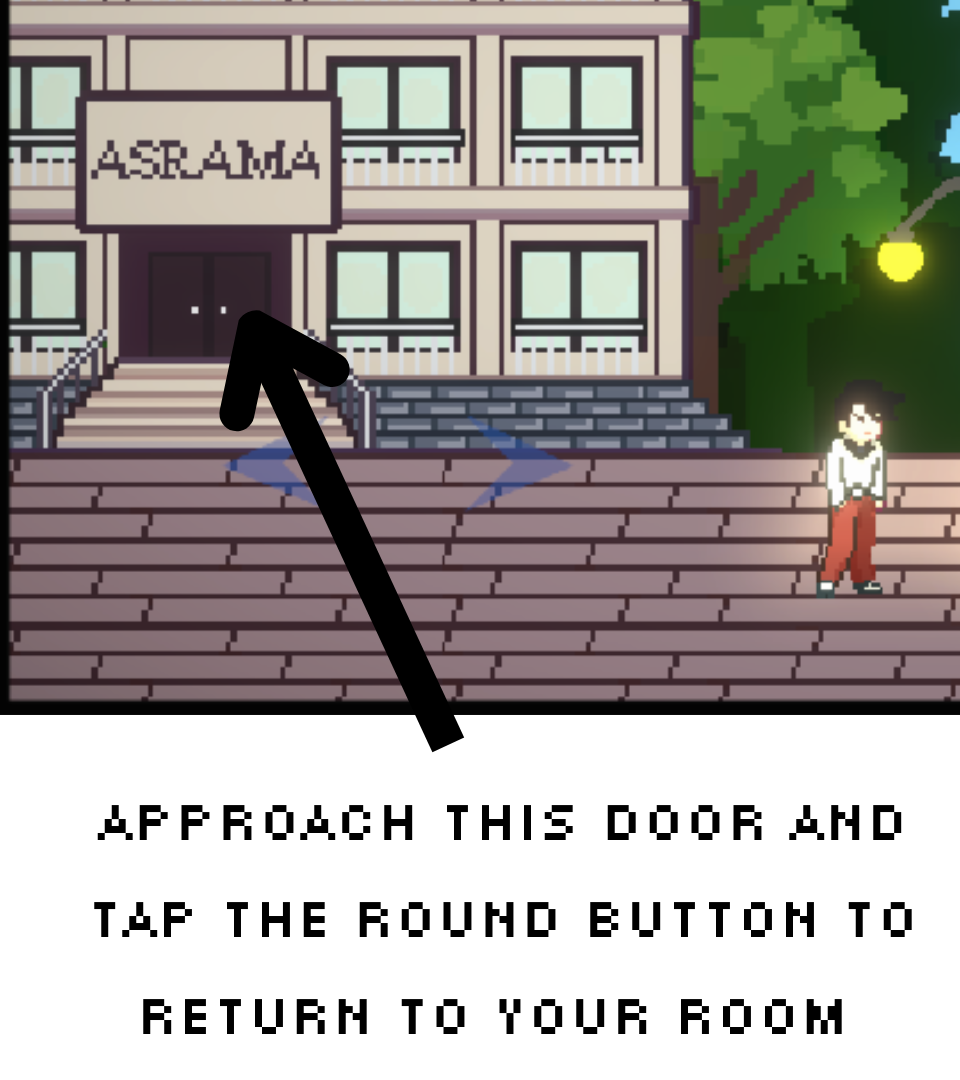 ASRAMA
APPROACH THIS DOOR AND
TAP THE ROUND BUTTON TO
RETURN TO YOUR ROOM